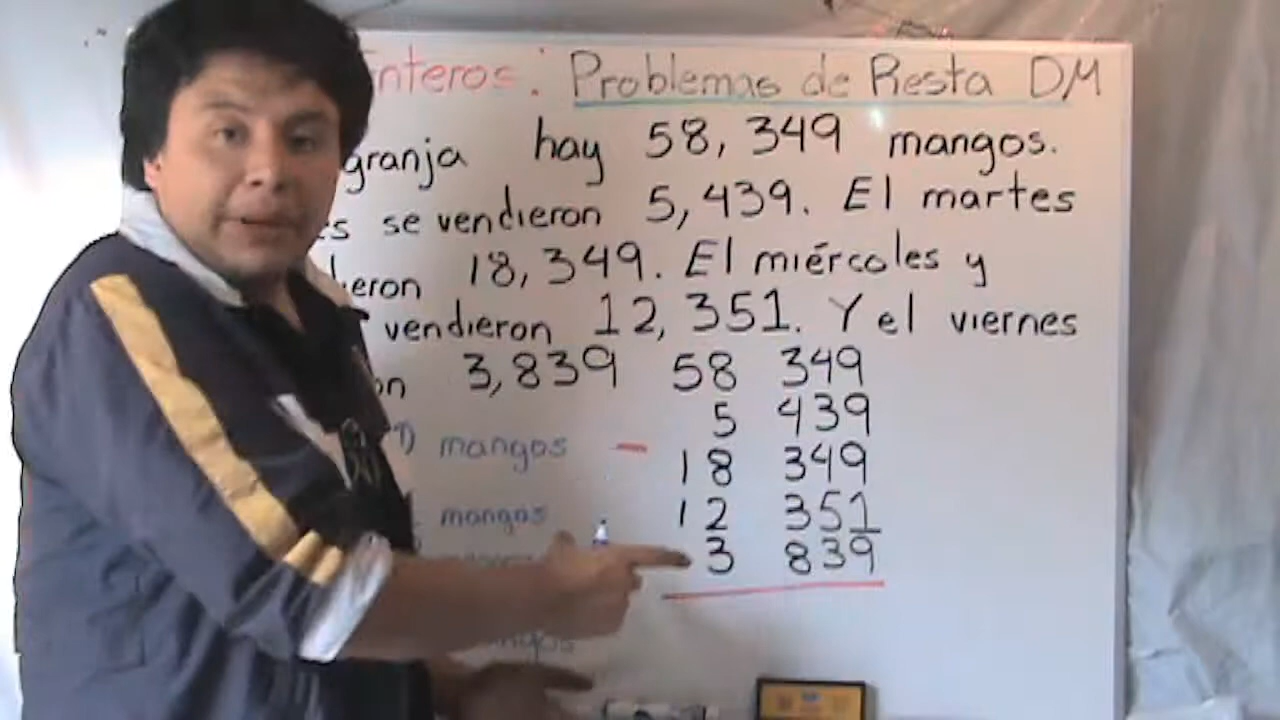 Enteros: Problemas de Resta DM
granja hay 58,349 mangos.
se vendieron 5,439. El martes
18,349. El miércoles y
vendieron 12,351. Y el viernes
3,839
58 349
5 439
mangos - 18 349
mangos 12 351
3 839